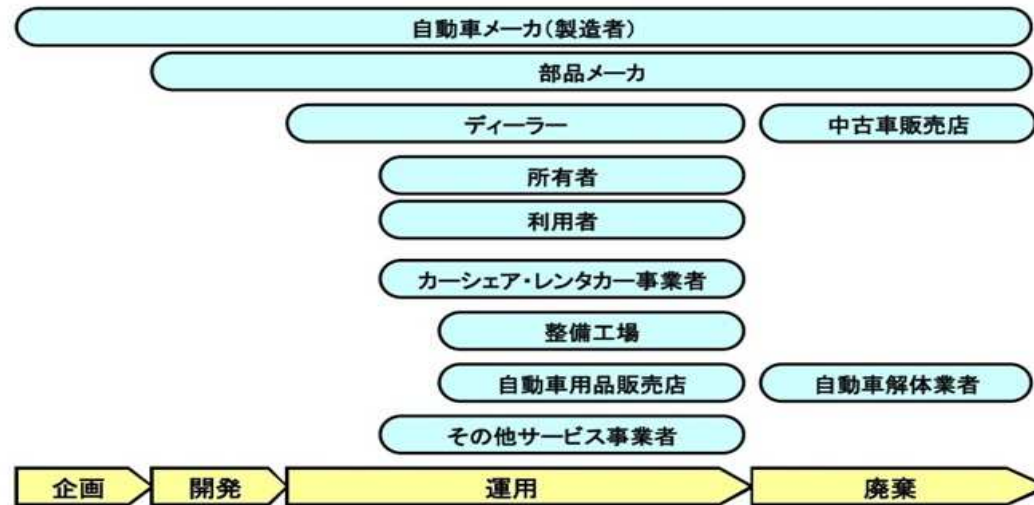 自動車メーカ(製造者)
部品メーカ
ディーラー
中古車販売店
所有者
利用者
カーシェア・レンタカー事業者
整備工場
自動車用品販売店
自動車解体業者
その他サービス事業者
企画
開発
運用
廃棄